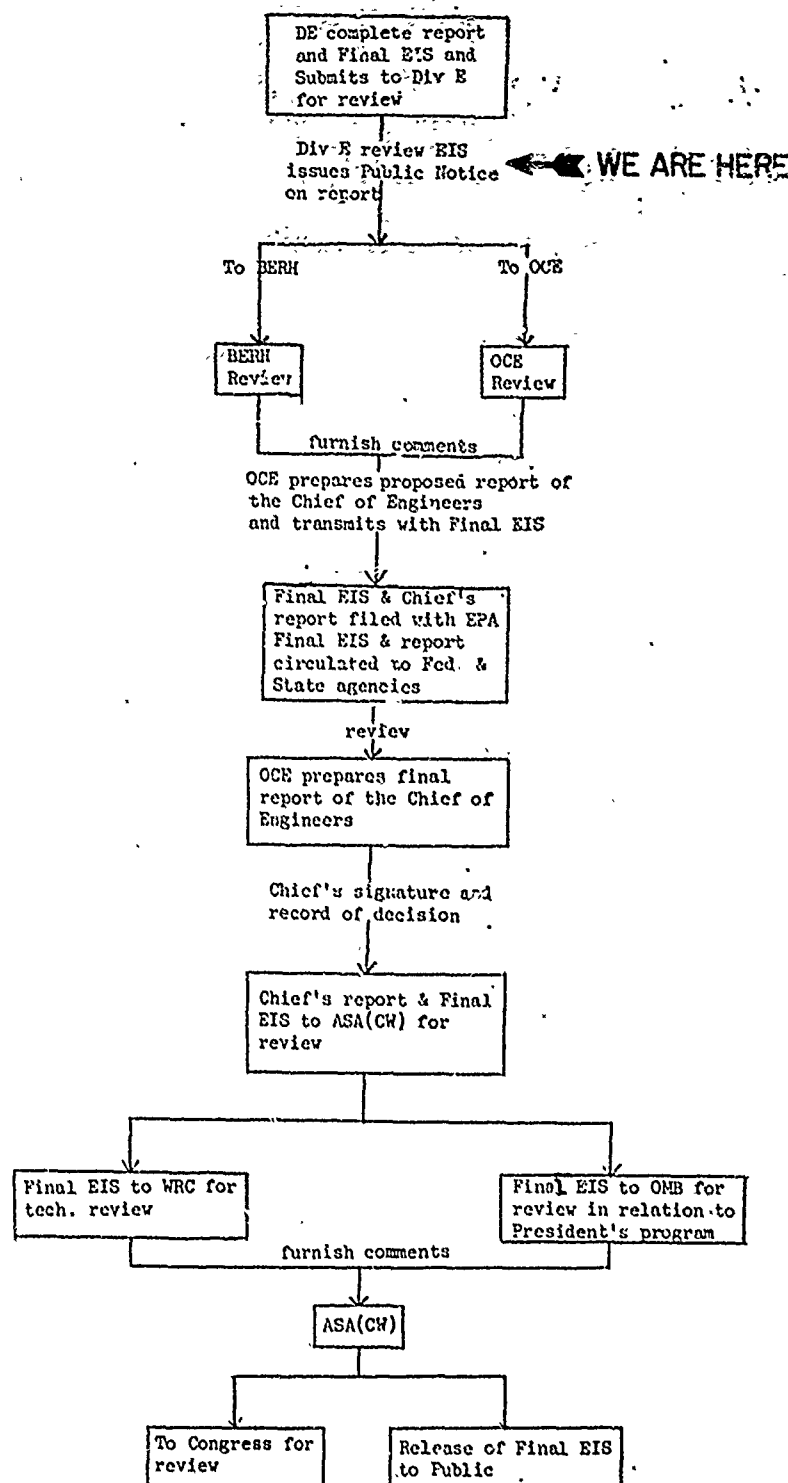 DE complete report
and Final EIS and
Submits to Div E
for review
Div E review EIS
issues Public Notice
on report
WE ARE HERE
To BERH
To OCE
BERH
Review
OCE
Review
furnish comments
OCE prepares proposed report of
the Chief of Engineers
and transmits with Final EIS
Final EIS & Chief's
report filed with EPA
Final EIS & report
circulated to Fed. &
State agencies
review
OCE prepares final
report of the Chief of
Engineers
Chief's signature and
record of decision
Chief's report & Final
EIS to ASA(CW) for
review
Final EIS to WRC for
tech. review
Final EIS to OMB for
review in relation to
President's program
furnish comments
ASA(CW)
To Congress for
review
Release of Final EIS
to Public